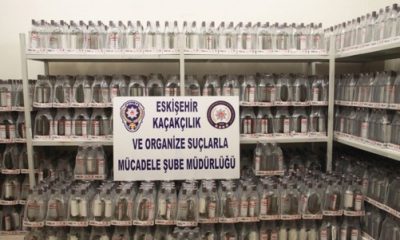 ESKİŞEHİR
KAÇAKÇILIK
VE ORGANİZE SUÇLARLA
MÜCADELE ŞUBE MÜDÜRLÜĞÜ